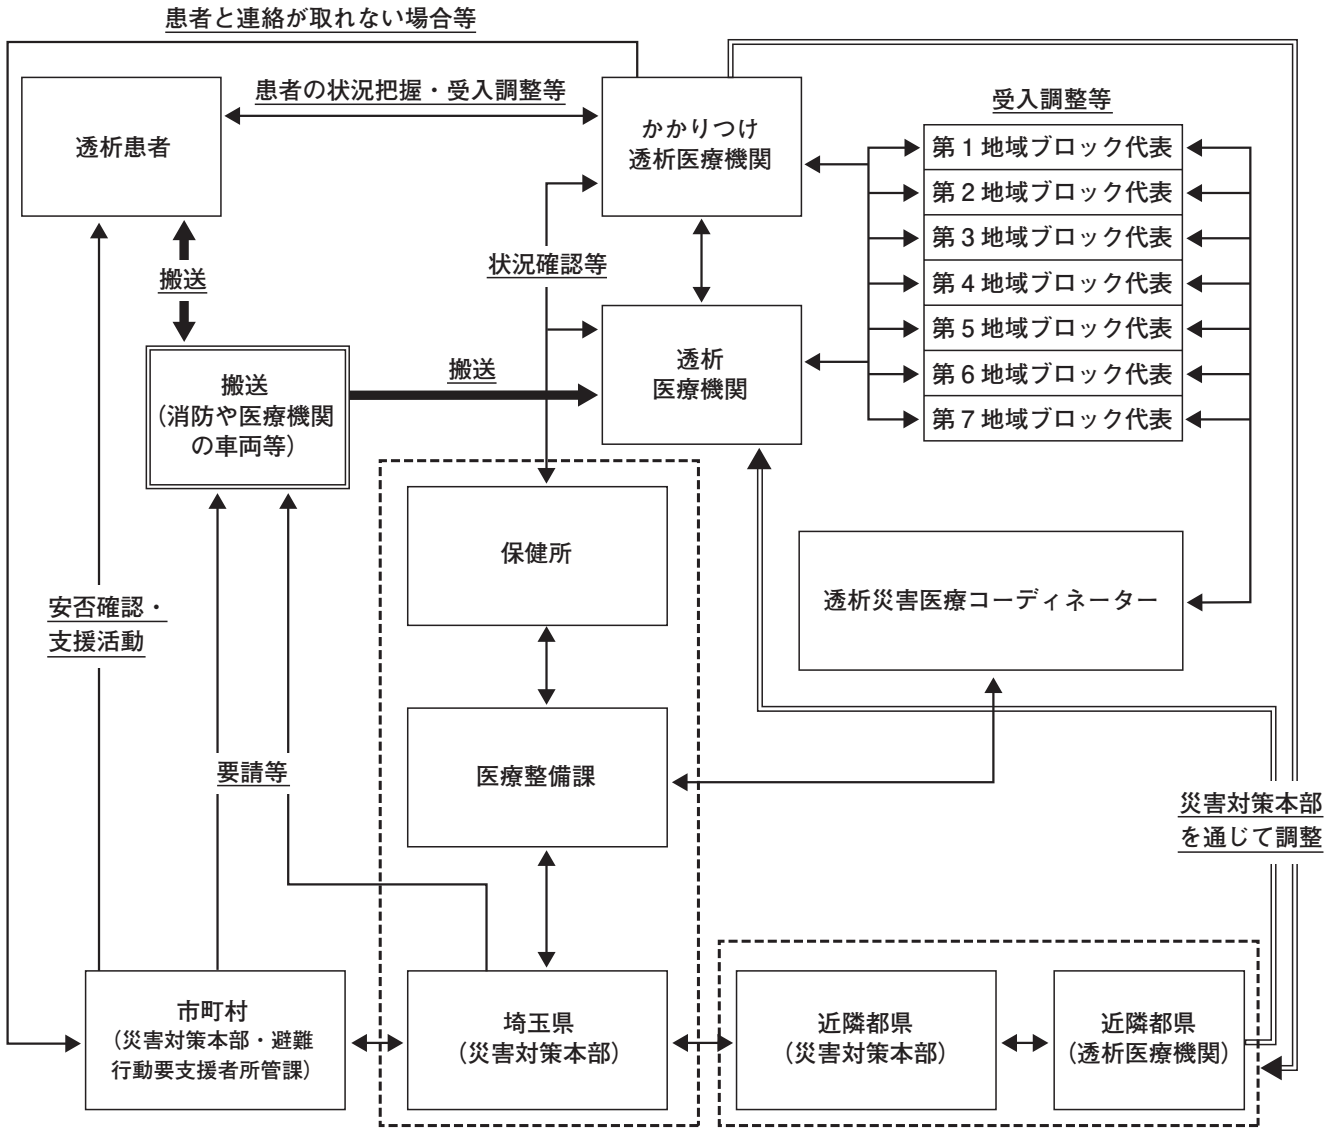 患者と連絡が取れない場合等
患者の状況把握・受入調整等
透析患者
かかりつけ
透析医療機関
受入調整等
第1地域ブロック代表
第2地域ブロック代表
第3地域ブロック代表
第4地域ブロック代表
第5地域ブロック代表
第6地域ブロック代表
第7地域ブロック代表
状況確認等
搬送
搬送
(消防や医療機関
の車両等)
搬送
透析
医療機関
保健所
透析災害医療コーディネーター
安否確認・
支援活動
要請等
医療整備課
災害対策本部
を通じて調整
市町村
(災害対策本部・避難
行動要支援者所管課)
埼玉県
(災害対策本部)
近隣都県
(災害対策本部)
近隣都県
(透析医療機関)